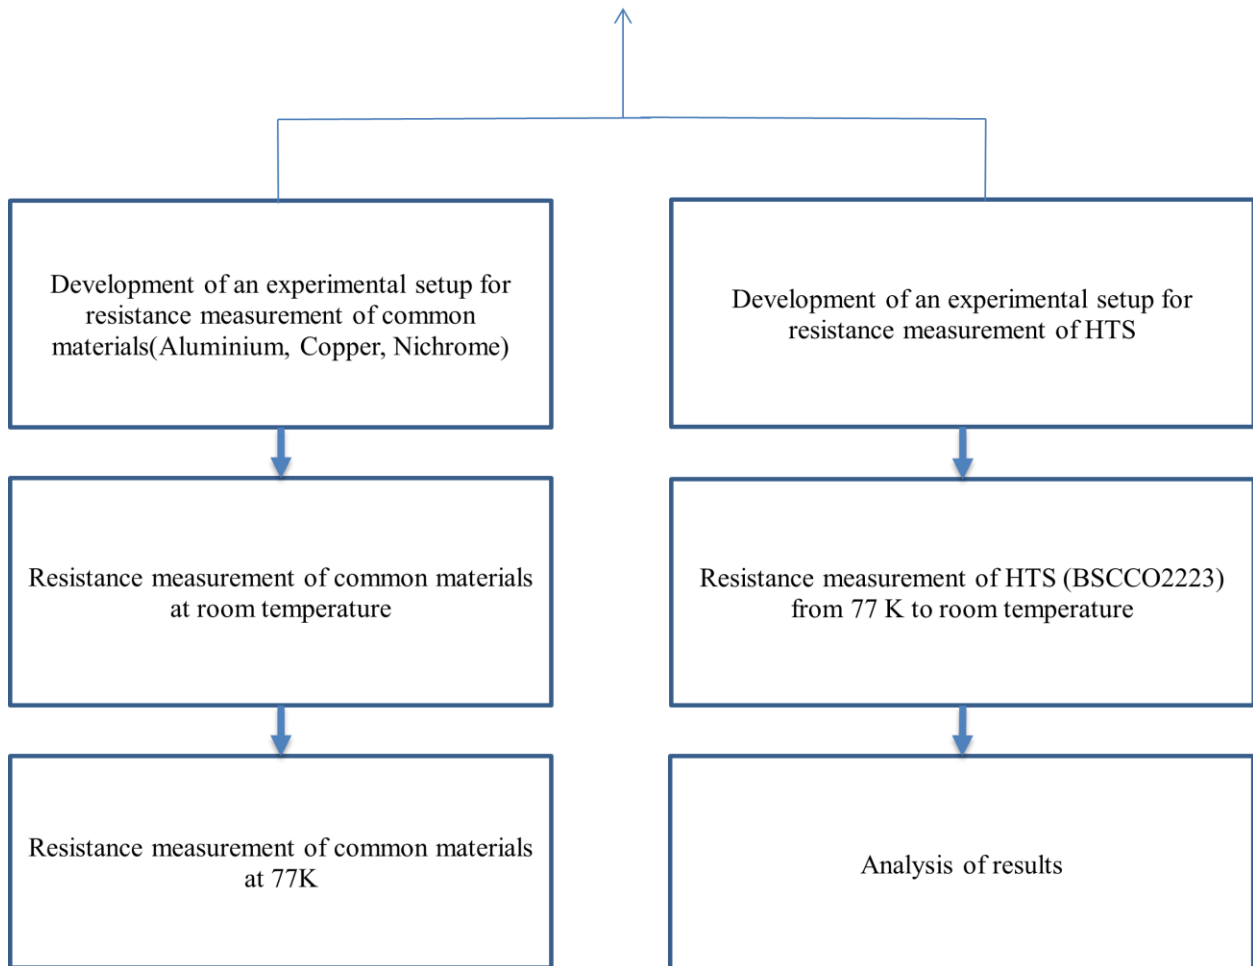 Development of an experimental setup for
resistance measurement of common
materials(Aluminium, Copper, Nichrome)
Development of an experimental setup for
resistance measurement of HTS
Resistance measurement of common materials
at room temperature
Resistance measurement of HTS (BSCCO2223)
from 77 K to room temperature
Resistance measurement of common materials
at 77K
Analysis of results